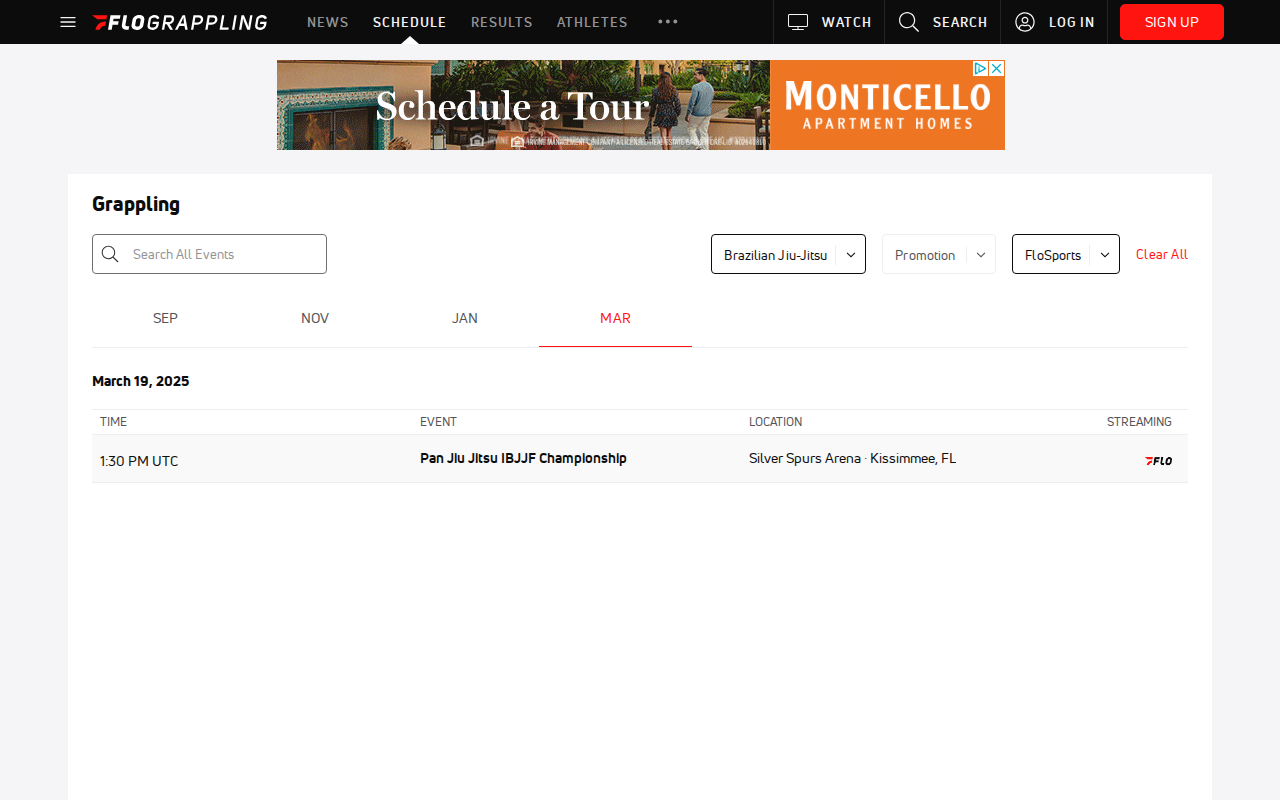 FLOGRAPPLING NEWS SCHEDULE RESULTS ATHLETES WATCH SEARCH LOG IN SIGN UP
Schedule a Tour
MONTICELLO
APARTMENT HOMES
Grappling
Search All Events
Brazilian Jiu-Jitsu
Promotion
FloSports
Clear All
SEP NOV JAN MAR
March 19, 2025
TIME EVENT LOCATION STREAMING
1:30 PM UTC Pan Jiu Jitsu IBJJF Championship Silver Spurs Arena · Kissimmee, FL FLO